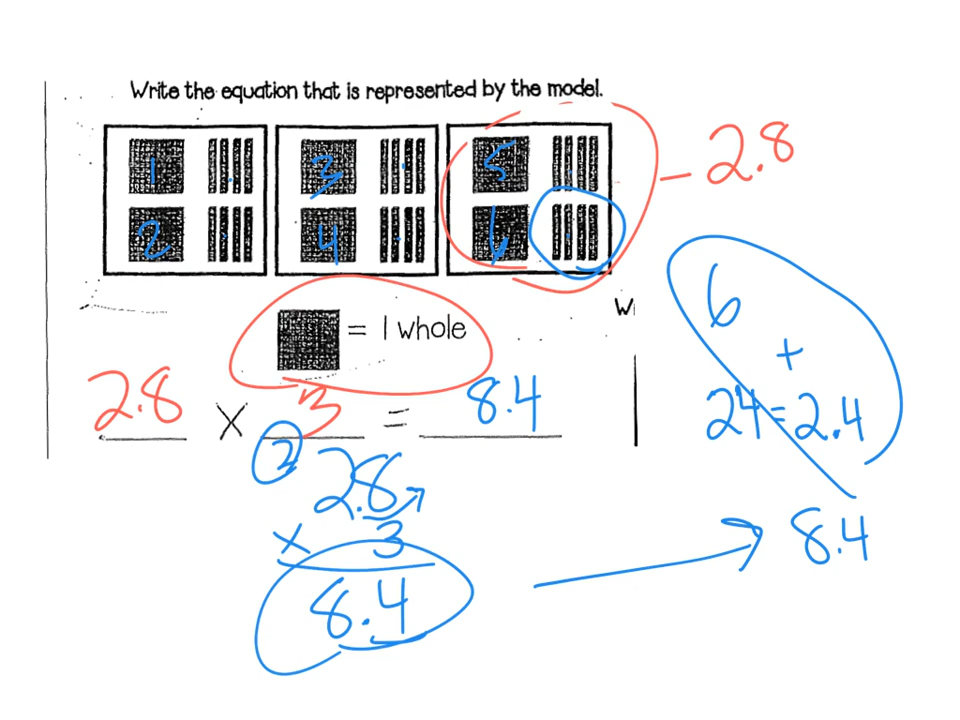 Write the equation that is represented by the model.
1 3 5
2 4 6
- 2.8
= 1 whole
6
+
24 = 2.4
8.4
2.8 X 3 = 8.4
2
2.8
x 3
8.4